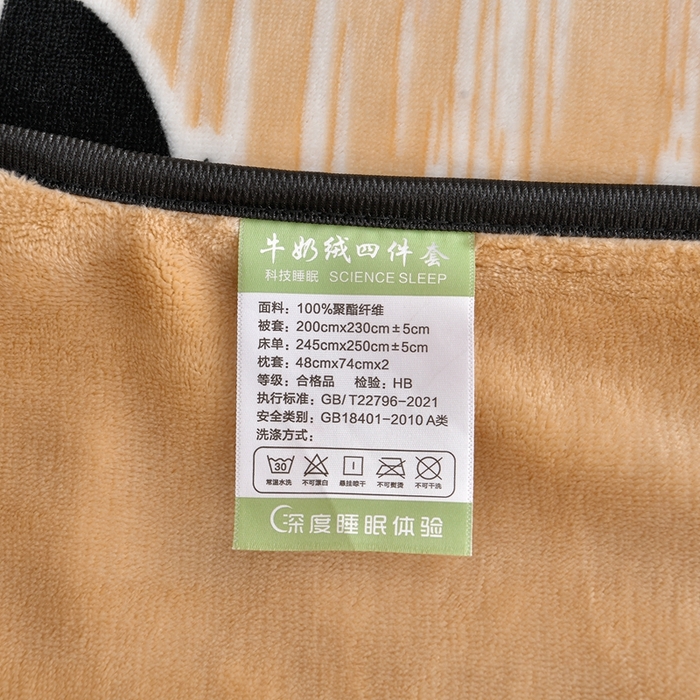 牛奶绒四件套
科技睡眠 SCIENCE SLEEP
面料：100%聚酯纤维
被套：200cmx230cm±5cm
床单：245cmx250cm±5cm
枕套：48cmx74cmx2
等级：合格品 检验：HB
执行标准：GB/T22796-2021
安全类别：GB18401-2010 A类
洗涤方式：
30
常温水洗 不可漂白 悬挂晾干 不可熨烫 不可干洗
深度睡眠体验